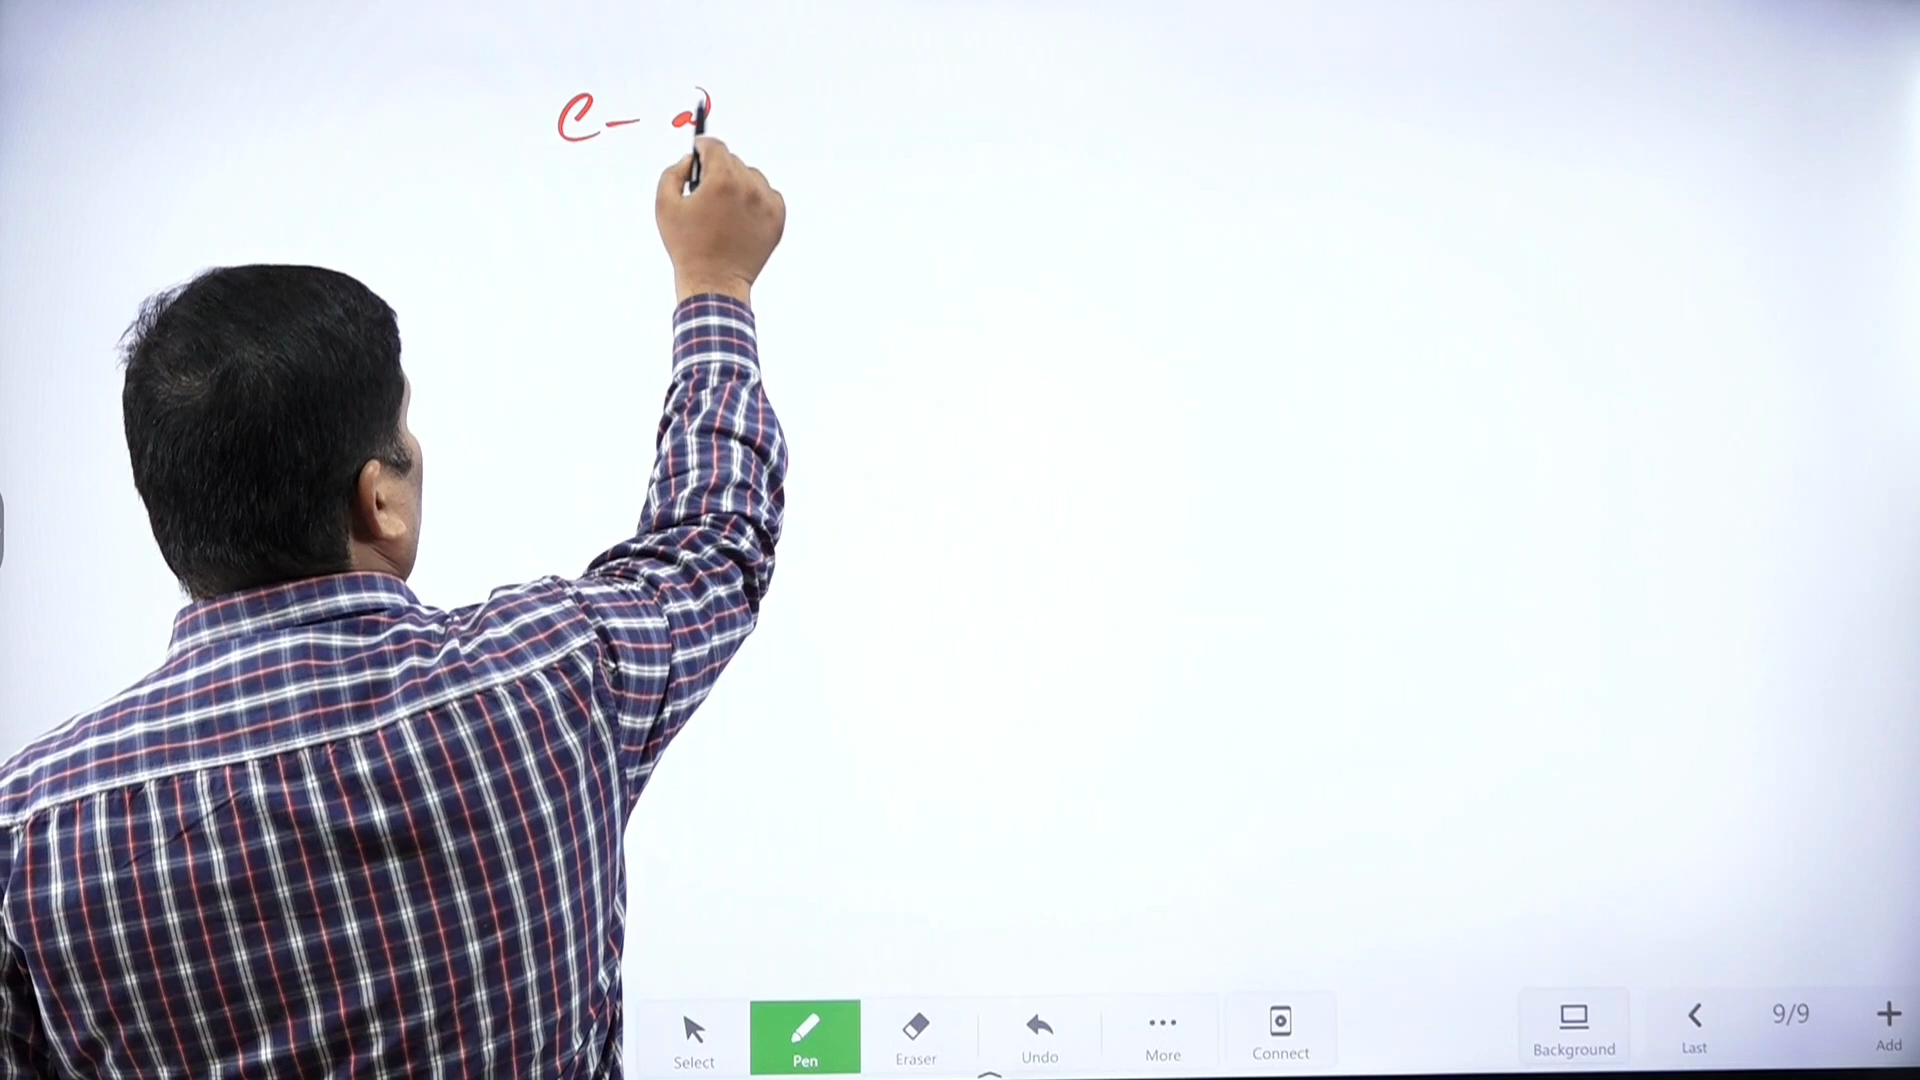 C - a
Select
Pen
Eraser
Undo
More
Connect
Background
Last
9/9
Add